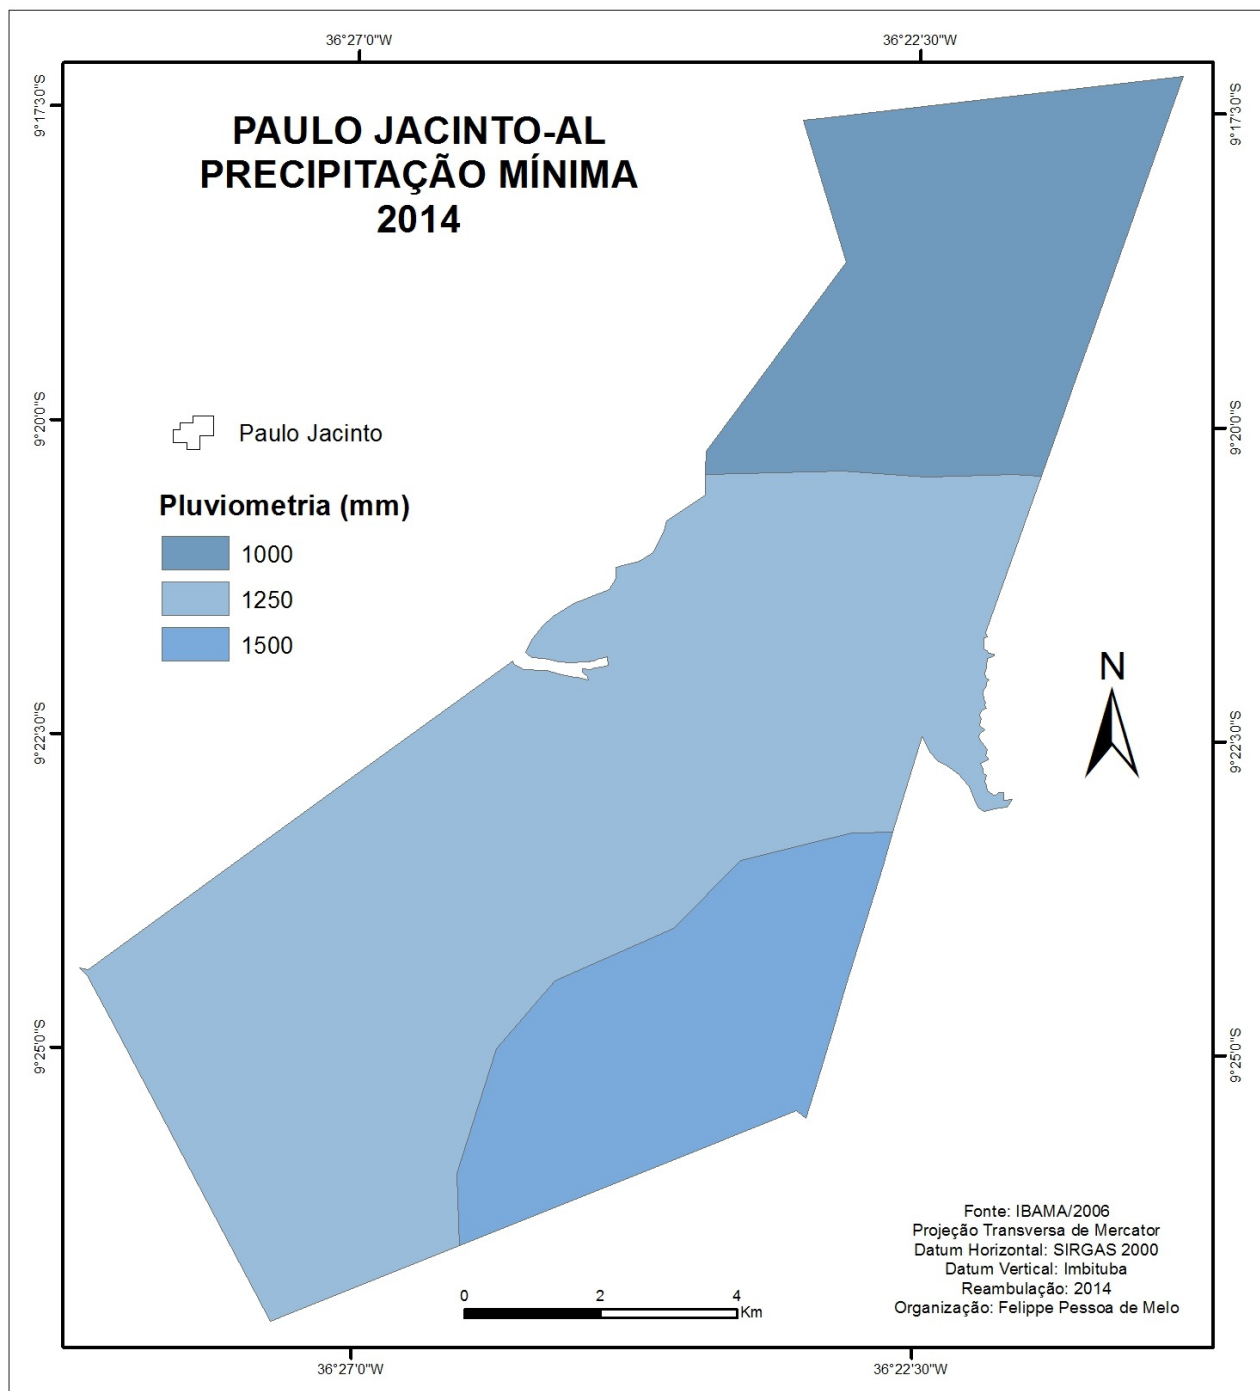 36°27'0"W
36°22'30"W
9°17'30"S
9°17'30"S
PAULO JACINTO-AL
PRECIPITAÇÃO MÍNIMA
2014
9°20'0"S
9°20'0"S
Paulo Jacinto
Pluviometria (mm)
1000
1250
1500
N
9°22'30"S
9°22'30"S
9°25'0"S
9°25'0"S
Fonte: IBAMA/2006
Projeção Transversa de Mercator
Datum Horizontal: SIRGAS 2000
Datum Vertical: Imbituba
Reambulação: 2014
Organização: Felippe Pessoa de Melo
0 2 4
Km
36°27'0"W
36°22'30"W